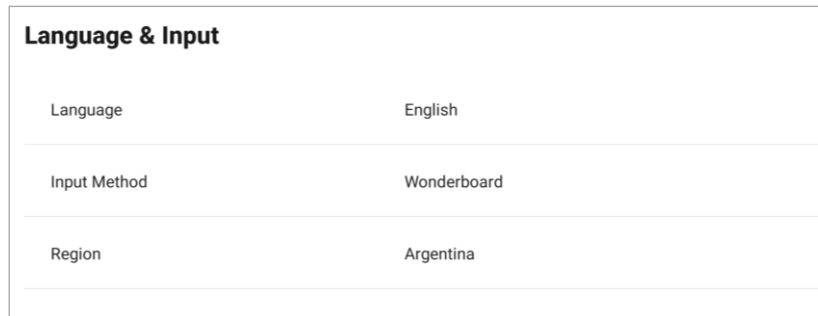 Language & Input
Language English
Input Method Wonderboard
Region Argentina